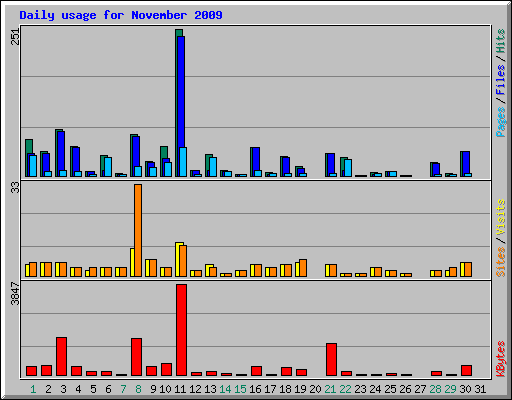 Daily usage for November 2009
251
Pages / Files / Hits
33
Sites / Visits
3847
KBytes
1 2 3 4 5 6 7 8 9 10 11 12 13 14 15 16 17 18 19 20 21 22 23 24 25 26 27 28 29 30 31